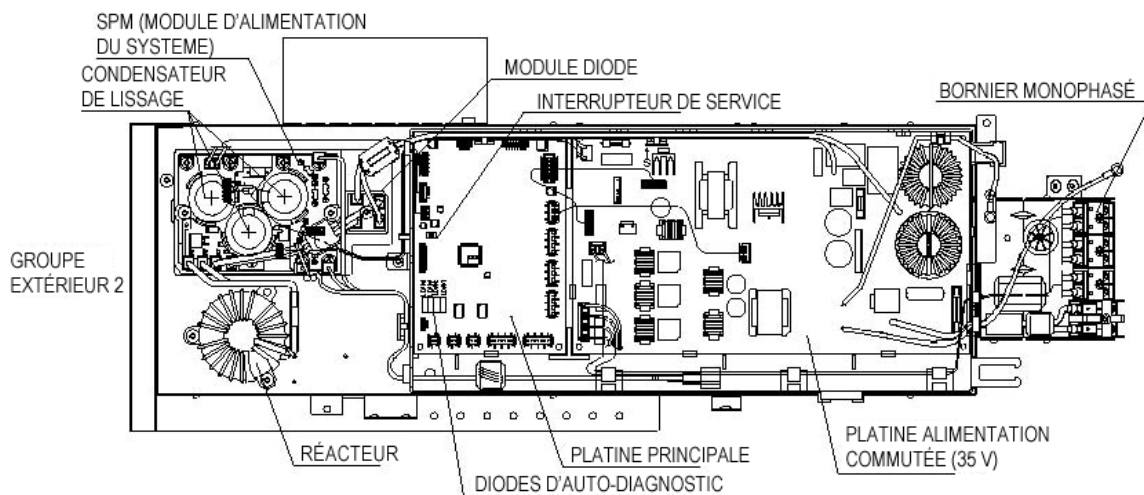 SPM (MODULE D'ALIMENTATION
DU SYSTEME)
CONDENSATEUR
DE LISSAGE
MODULE DIODE
INTERRUPTEUR DE SERVICE
BORNIER MONOPHASÉ
GROUPE
EXTÉRIEUR 2
RÉACTEUR
PLATINE PRINCIPALE
DIODES D'AUTO-DIAGNOSTIC
PLATINE ALIMENTATION
COMMUTÉE (35 V)